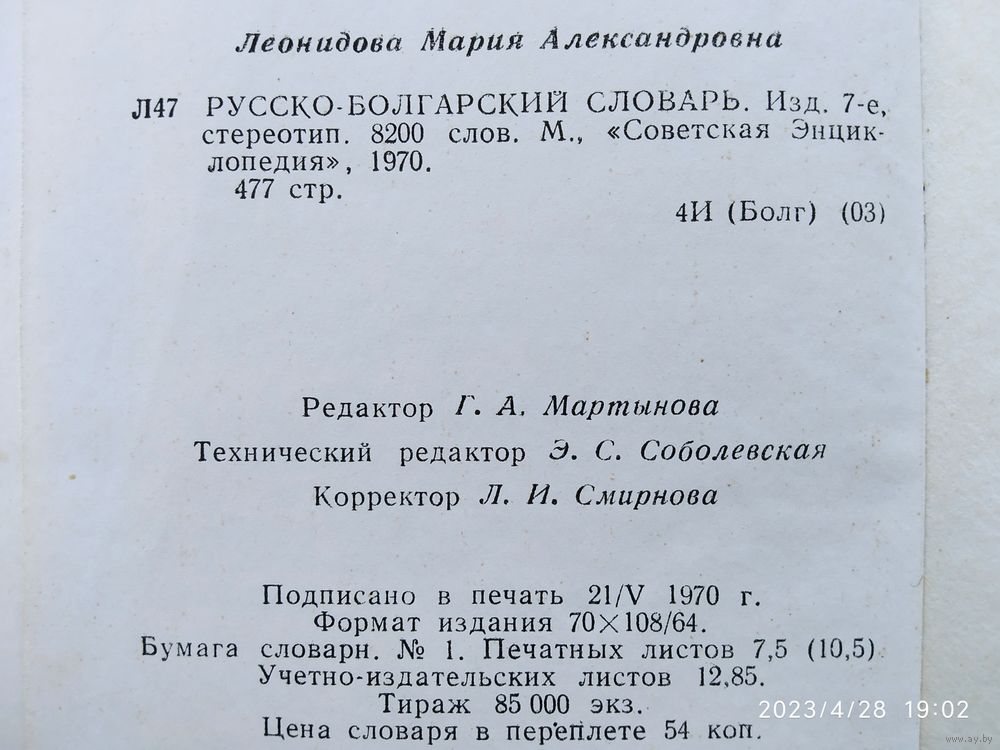 Леонидова Мария Александровна
Л47 РУССКО-БОЛГАРСКИЙ СЛОВАРЬ. Изд. 7-е,
стереотип. 8200 слов. М., «Советская Энцик-
лопедия», 1970.
477 стр.
4И (Болг) (03)
Редактор Г. А. Мартынова
Технический редактор Э. С. Соболевская
Корректор Л. И. Смирнова
Подписано в печать 21/V 1970 г.
Формат издания 70×108/64.
Бумага словарн. № 1. Печатных листов 7,5 (10,5)
Учетно-издательских листов 12,85.
Тираж 85 000 экз.
Цена словаря в переплете 54 коп.
2023/4/28 19:02
www.ay.by